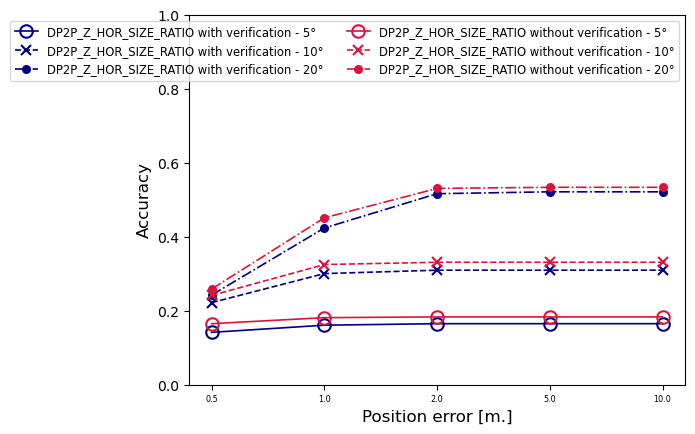 1.0
DP2P_Z_HOR_SIZE_RATIO with verification - 5° DP2P_Z_HOR_SIZE_RATIO without verification - 5°
DP2P_Z_HOR_SIZE_RATIO with verification - 10° DP2P_Z_HOR_SIZE_RATIO without verification - 10°
DP2P_Z_HOR_SIZE_RATIO with verification - 20° DP2P_Z_HOR_SIZE_RATIO without verification - 20°
0.8
0.6
Accuracy
0.4
0.2
0.0
0.5 1.0 2.0 5.0 10.0
Position error [m.]